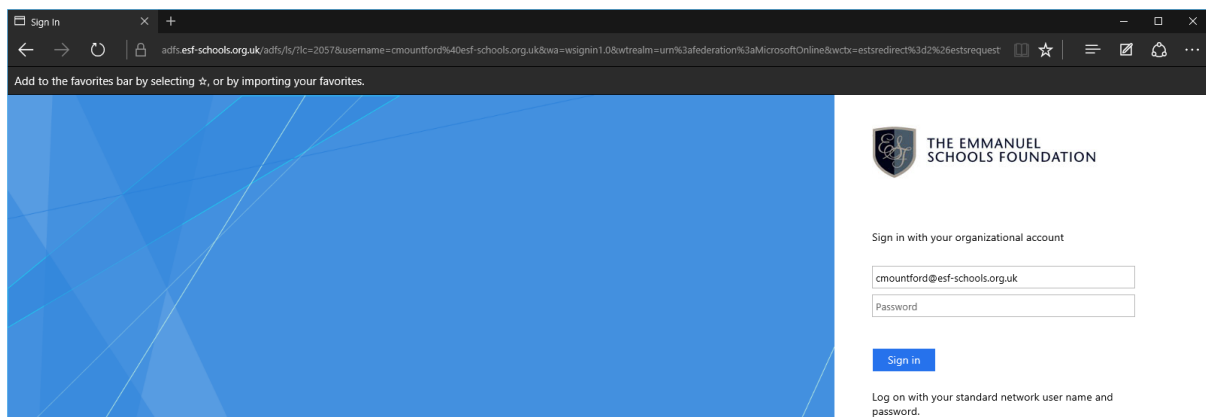 Sign In
adfs.esf-schools.org.uk/adfs/ls/?lc=2057&username=cmountford%40esf-schools.org.uk&wa=wsignin1.0&wtrealm=urn%3afederation%3aMicrosoftOnline&wctx=estsredirect%3d2%26estsrequest
Add to the favorites bar by selecting ☆, or by importing your favorites.
ESF
THE EMMANUEL
SCHOOLS FOUNDATION
Sign in with your organizational account
cmountford@esf-schools.org.uk
Password
Sign in
Log on with your standard network user name and
password.